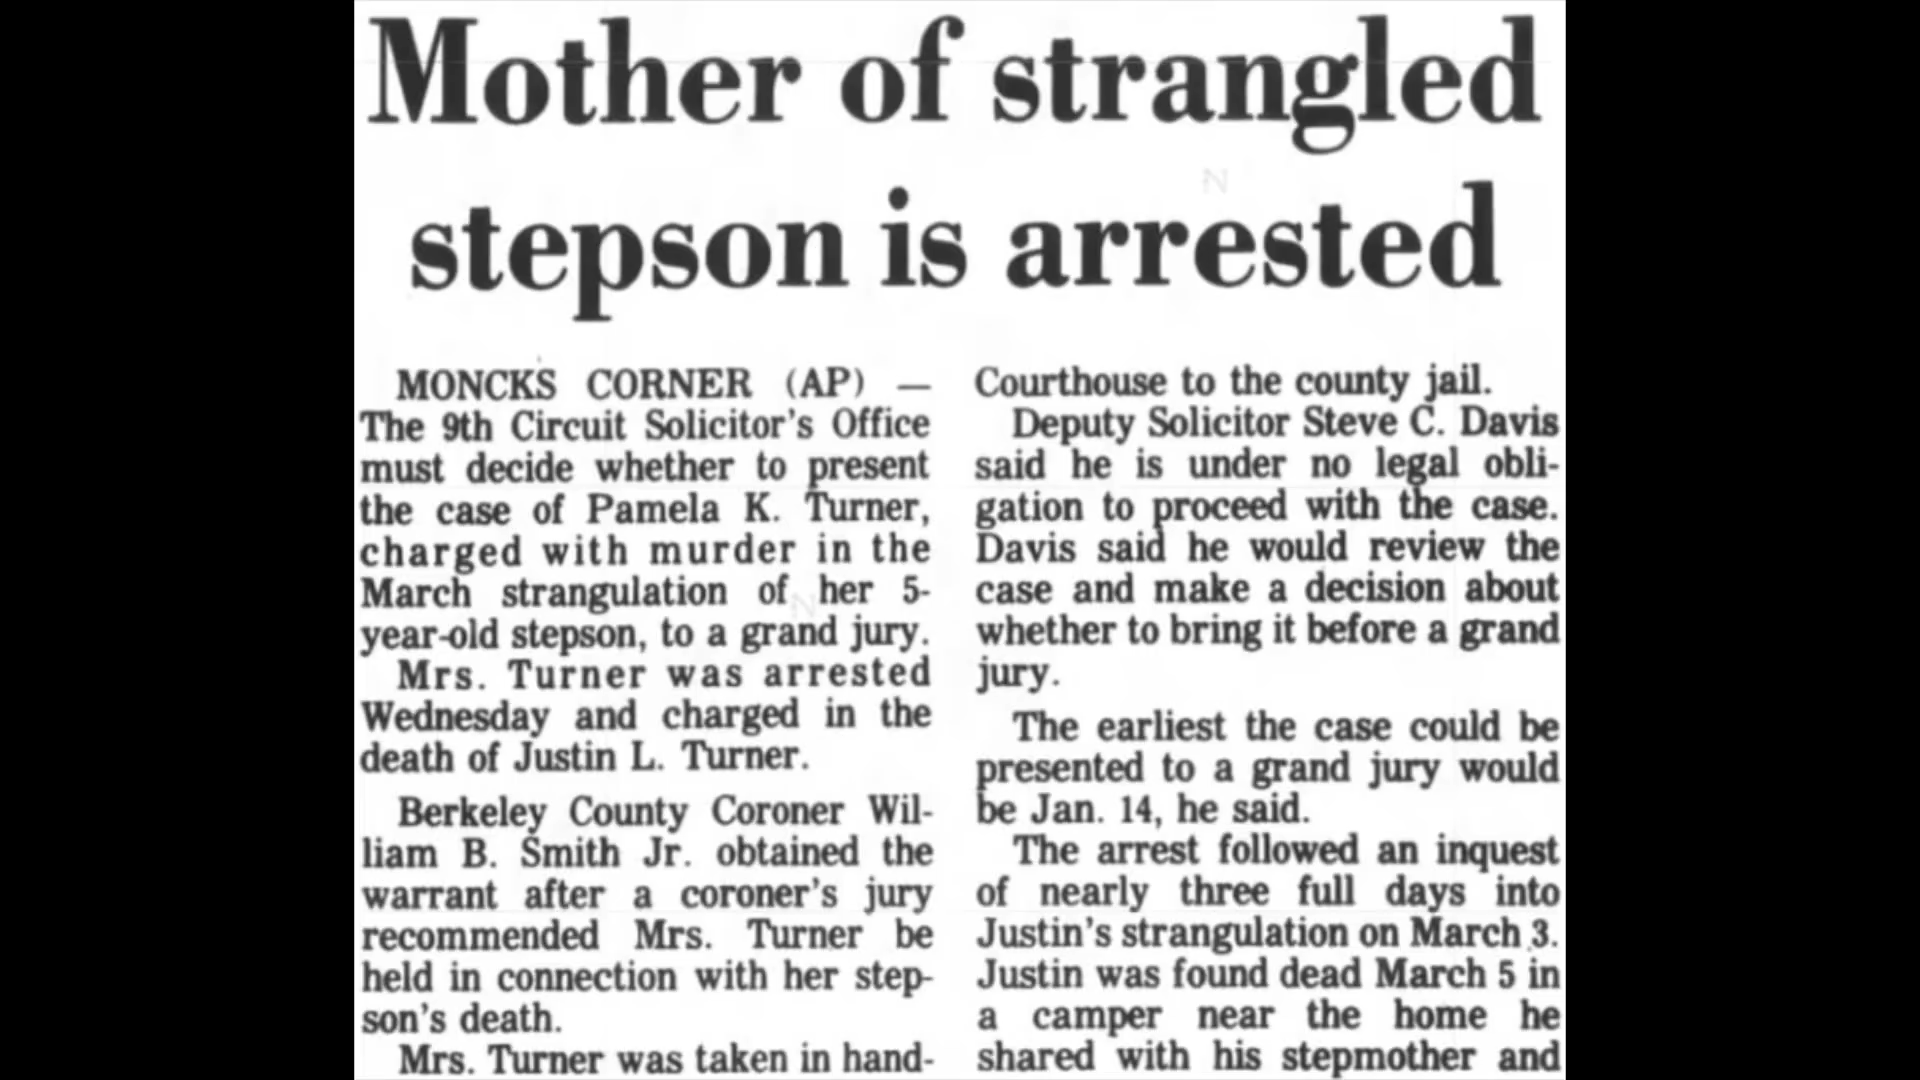 Mother of strangled
stepson is arrested
MONCKS CORNER (AP) —
The 9th Circuit Solicitor's Office
must decide whether to present
the case of Pamela K. Turner,
charged with murder in the
March strangulation of her 5-
year-old stepson, to a grand jury.
Mrs. Turner was arrested
Wednesday and charged in the
death of Justin L. Turner.
Berkeley County Coroner Wil-
liam B. Smith Jr. obtained the
warrant after a coroner's jury
recommended Mrs. Turner be
held in connection with her step-
son's death.
Mrs. Turner was taken in hand-
Courthouse to the county jail.
Deputy Solicitor Steve C. Davis
said he is under no legal obli-
gation to proceed with the case.
Davis said he would review the
case and make a decision about
whether to bring it before a grand
jury.
The earliest the case could be
presented to a grand jury would
be Jan. 14, he said.
The arrest followed an inquest
of nearly three full days into
Justin's strangulation on March 3.
Justin was found dead March 5 in
a camper near the home he
shared with his stepmother and